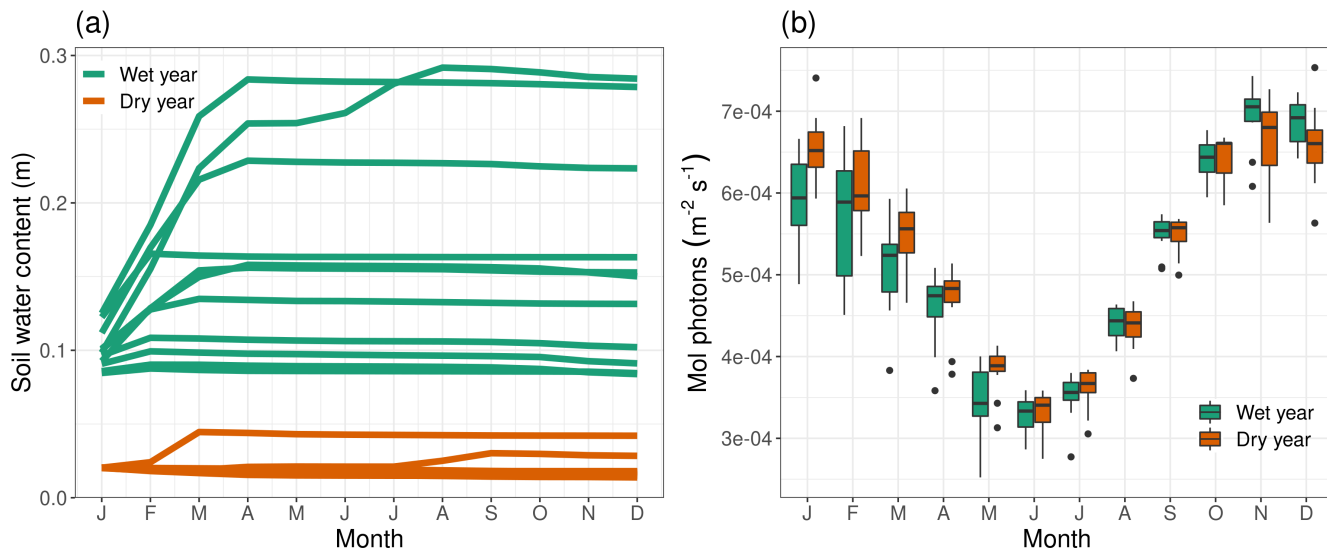 (a)
Soil water content (m)
0.3
0.2
0.1
0.0
Wet year
Dry year
J F M A M J J A S O N D
Month
(b)
Mol photons (m⁻² s⁻¹)
7e-04
6e-04
5e-04
4e-04
3e-04
Wet year
Dry year
J F M A M J J A S O N D
Month